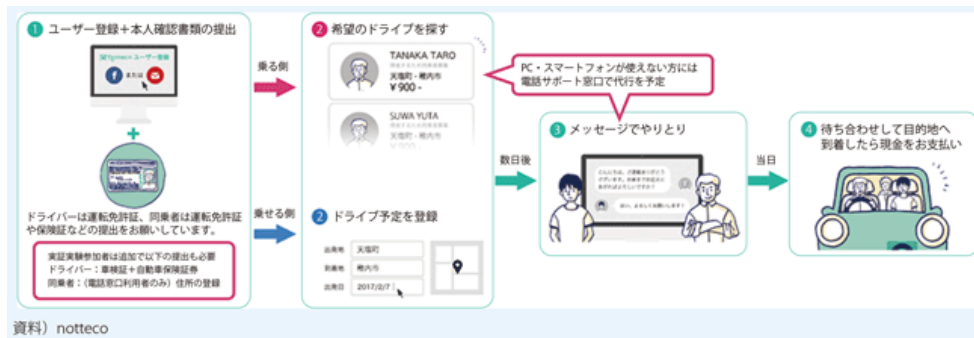 1 ユーザー登録+本人確認書類の提出
notteco ユーザー登録
または
+
ドライバーは運転免許証、同乗者は運転免許証
や保険証などの提出をお願いしています。
実証実験参加者は追加で以下の提出も必要
ドライバー:車検証+自動車保険証券
同乗者:(電話窓口利用者のみ)住所の登録
乗る側
2 希望のドライブを探す
TANAKA TARO
天塩町・稚内市
¥900-
SUWA YUTA
天塩町・稚内市
PC・スマートフォンが使えない方には
電話サポート窓口で代行を予定
乗せる側
2 ドライブ予定を登録
出発地 天塩町
到着地 稚内市
出発日 2017/2/7
数日後
3 メッセージでやりとり
はい、よろしくお願いします!
当日
4 待ち合わせして目的地へ
到着したら現金をお支払い
資料)notteco